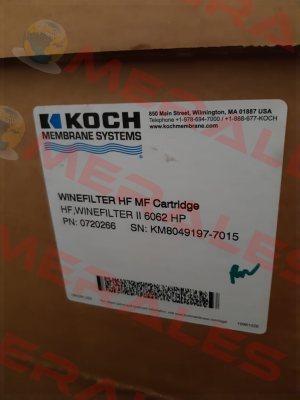 KOCH
MEMBRANE SYSTEMS
850 Main Street, Wilmington, MA 01887 USA
Telephone +1-978-694-7000 / +1-888-677-KOCH
www.kochmembrane.com
WINEFILTER HF MF Cartridge
HF,WINEFILTER II 6062 HP
PN: 0720266 SN: KM8049197-7015